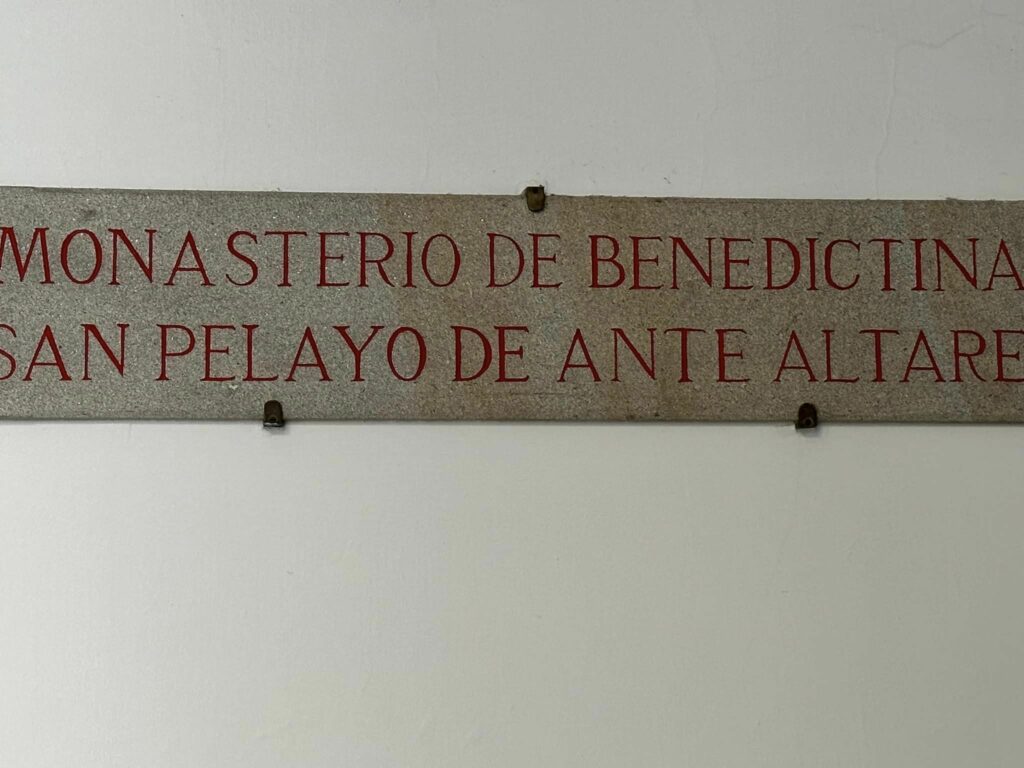 MONASTERIO DE BENEDICTINA
SAN PELAYO DE ANTE ALTARE